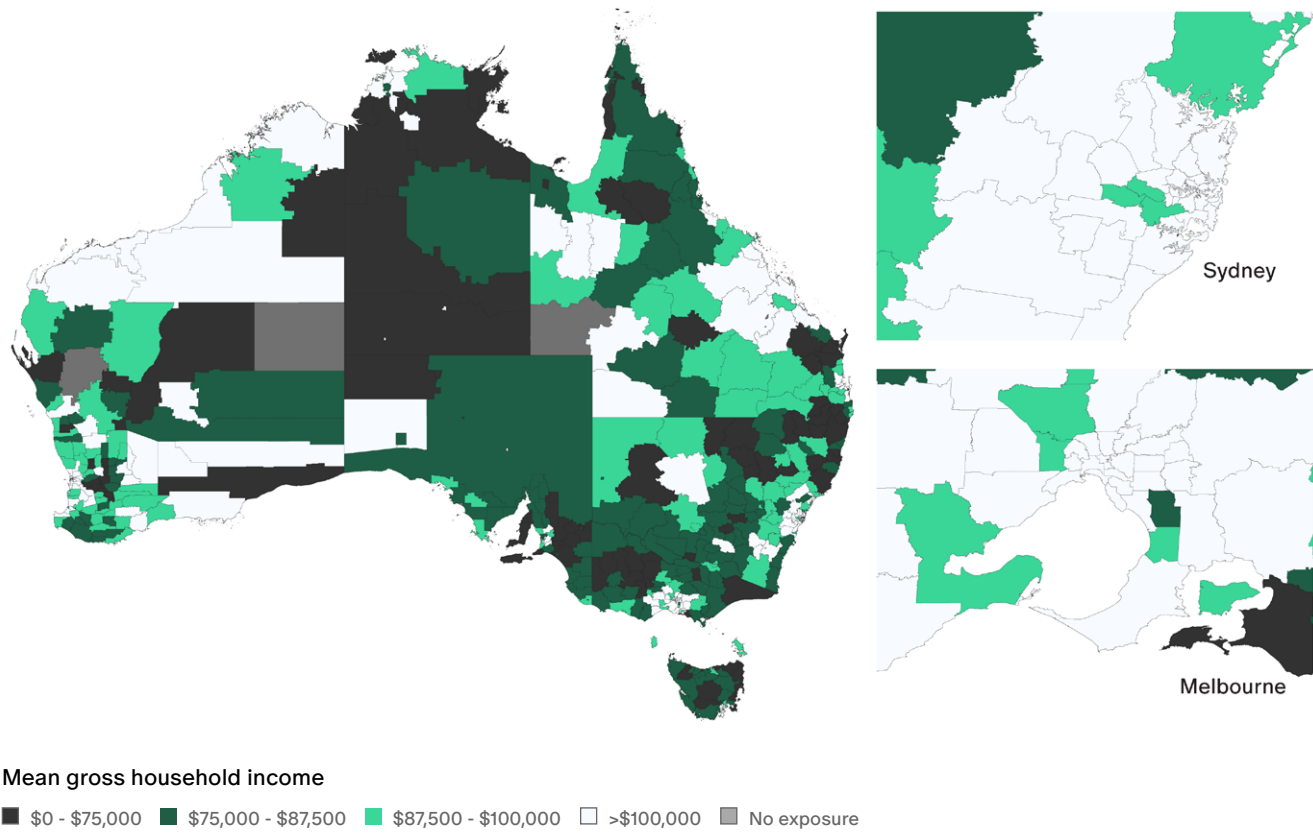 Sydney
Melbourne
Mean gross household income
$0 - $75,000 $75,000 - $87,500 $87,500 - $100,000 >$100,000 No exposure